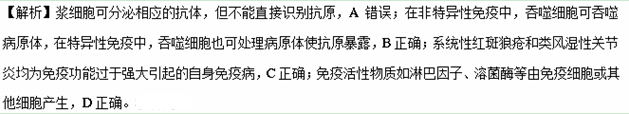 【解析】浆细胞可分泌相应的抗体，但不能直接识别抗原，A 错误；在非特异性免疫中，吞噬细胞可吞噬
病原体，在特异性免疫中，吞噬细胞也可处理病原体使抗原暴露，B 正确；系统性红斑狼疮和类风湿性关节
炎均为免疫功能过于强大引起的自身免疫病，C 正确；免疫活性物质如淋巴因子、溶菌酶等由免疫细胞或其
他细胞产生，D 正确。